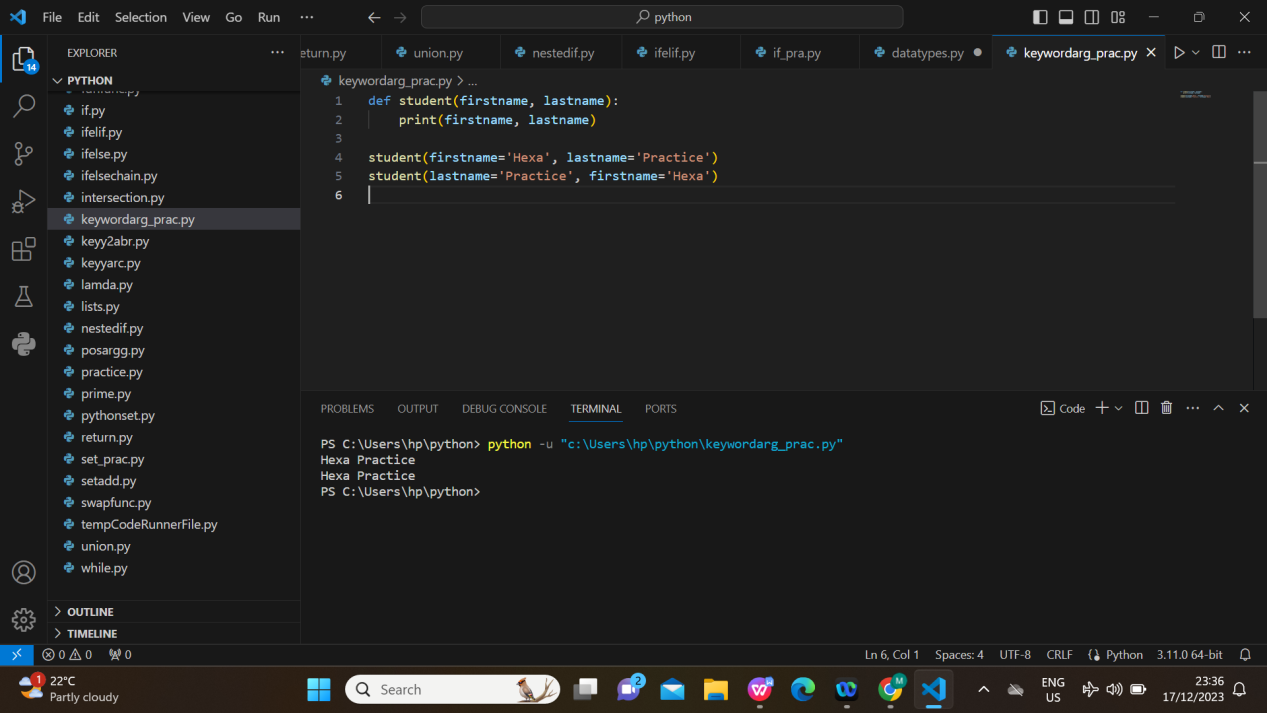 File Edit Selection View Go Run ...
python
EXPLORER
14
PYTHON
if.py
ifelif.py
ifelse.py
ifelsechain.py
intersection.py
keywordarg_prac.py
keyy2abr.py
keyyarc.py
lamda.py
lists.py
nestedif.py
posargg.py
practice.py
prime.py
pythonset.py
return.py
set_prac.py
setadd.py
swapfunc.py
tempCodeRunnerFile.py
union.py
while.py
OUTLINE
TIMELINE
eturn.py union.py nestedif.py ifelif.py if_pra.py datatypes.py keywordarg_prac.py
keywordarg_prac.py > ...
1 def student(firstname, lastname):
2 print(firstname, lastname)
3
4 student(firstname='Hexa', lastname='Practice')
5 student(lastname='Practice', firstname='Hexa')
6
PROBLEMS OUTPUT DEBUG CONSOLE TERMINAL PORTS
Code
PS C:\Users\hp\python> python -u "c:\Users\hp\python\keywordarg_prac.py"
Hexa Practice
Hexa Practice
PS C:\Users\hp\python>
0 0 0
Ln 6, Col 1 Spaces: 4 UTF-8 CRLF Python 3.11.0 64-bit
1
22°C
Partly cloudy
Search
2
M
ENG
US
23:36
17/12/2023